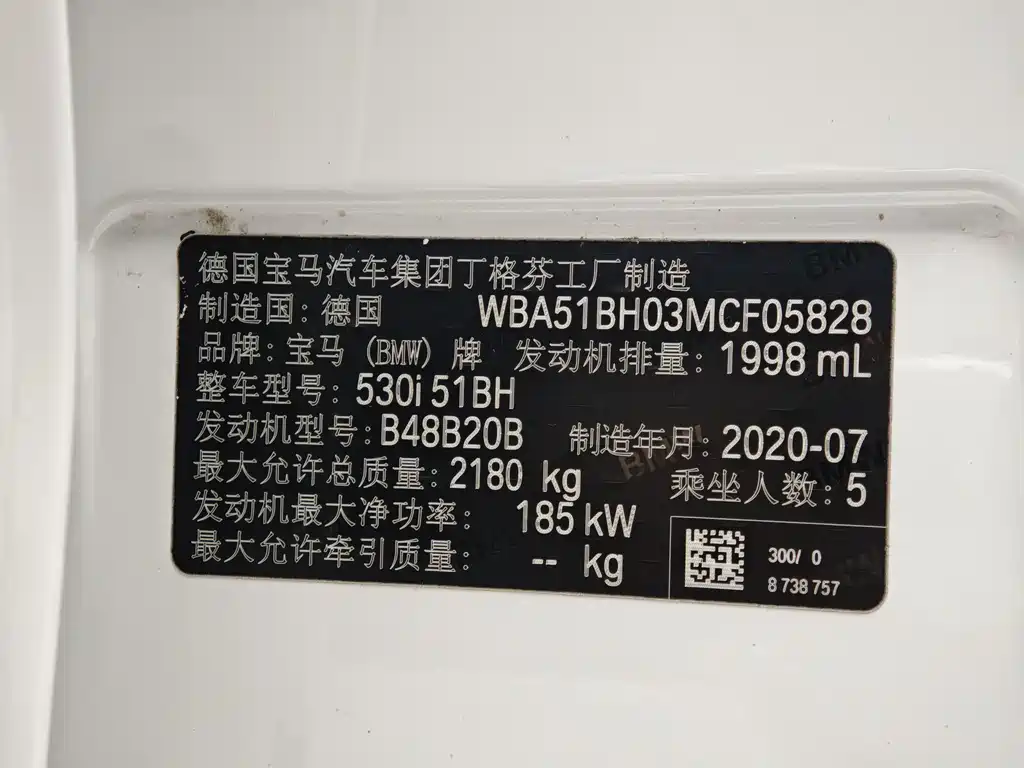 德国宝马汽车集团丁格芬工厂制造
制造国：德国 WBA51BH03MCF05828
品牌：宝马（BMW）牌 发动机排量：1998 mL
整车型号：530i 51BH
发动机型号：B48B20B 制造年月：2020-07
最大允许总质量：2180 kg 乘坐人数：5
发动机最大净功率： 185 kW
最大允许牵引质量： -- kg
300/ 0
8 738 757